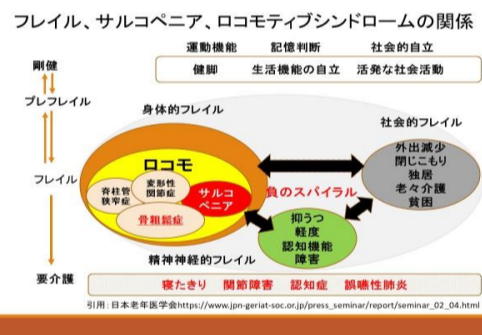 フレイル、サルコペニア、ロコモティブシンドロームの関係
運動機能 記憶判断 社会的自立
剛健
健脚 生活機能の自立 活発な社会活動
プレフレイル
身体的フレイル
社会的フレイル
ロコモ
外出減少
閉じこもり
独居
老々介護
貧困
フレイル
脊柱管
狭窄症
変形性
関節症
サルコ
ペニア
負のスパイラル
骨粗鬆症
抑うつ
軽度
認知機能
障害
精神神経的フレイル
要介護
寝たきり 関節障害 認知症 誤嚥性肺炎
引用:日本老年医学会https://www.jpn-geriat-soc.or.jp/press_seminar/report/seminar_02_04.html